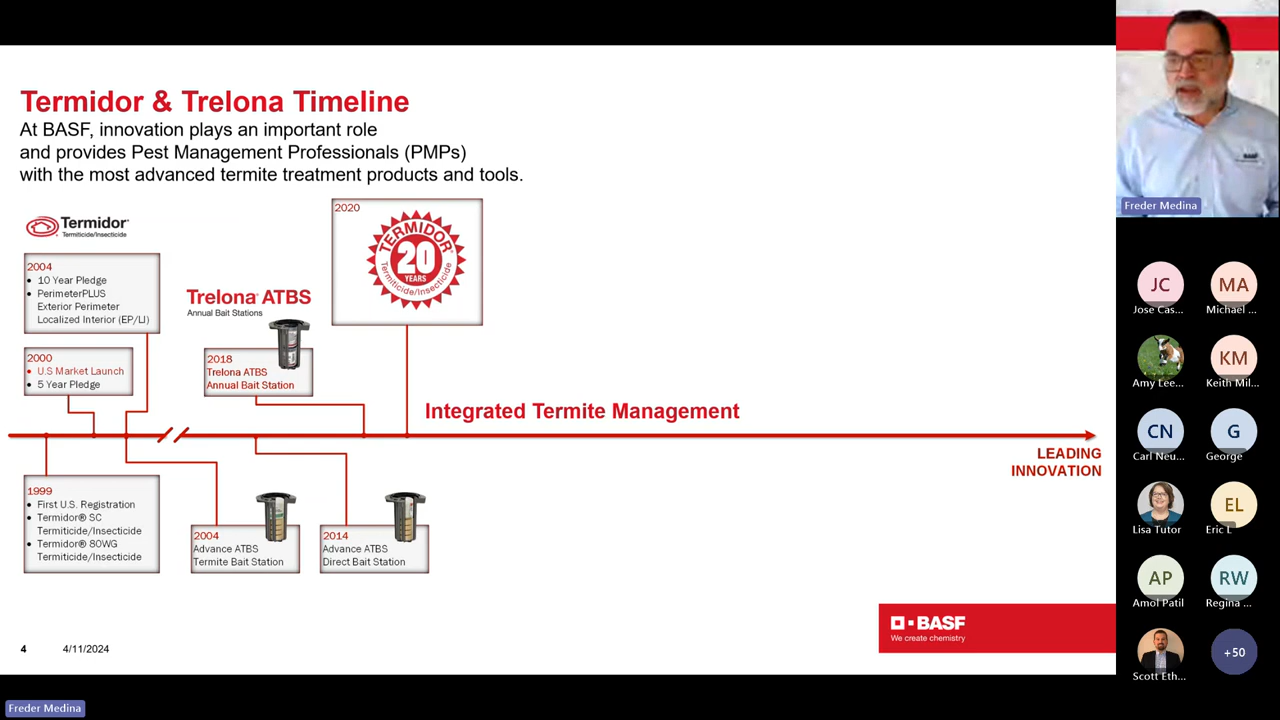 Termidor & Trelona Timeline
At BASF, innovation plays an important role
and provides Pest Management Professionals (PMPs)
with the most advanced termite treatment products and tools.
Termidor®
Termiticide/Insecticide
2004
• 10 Year Pledge
• PerimeterPLUS
Exterior Perimeter
Localized Interior (EP/LI)
2000
• U.S Market Launch
• 5 Year Pledge
Trelona® ATBS
Annual Bait Stations
2018
Trelona ATBS
Annual Bait Station
2020
TERMIDOR®
20
YEARS
Termiticide/Insecticide
Integrated Termite Management
LEADING
INNOVATION
1999
• First U.S. Registration
• Termidor® SC
Termiticide/Insecticide
• Termidor® 80WG
Termiticide/Insecticide
2004
Advance ATBS
Termite Bait Station
2014
Advance ATBS
Direct Bait Station
BASF
We create chemistry
4
4/11/2024
Freder Medina
Freder Medina
JC
Jose Cas...
MA
Michael ...
Amy Lee...
KM
Keith Mil...
CN
Carl Neu...
G
George
Lisa Tutor
EL
Eric L
AP
Amol Patil
RW
Regina ...
Scott Eth...
+50